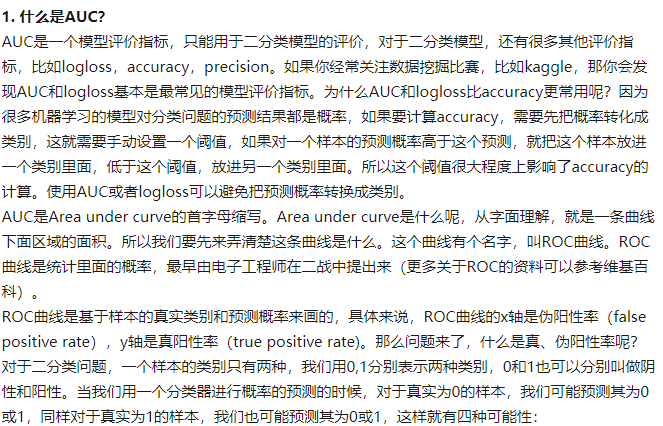 1. 什么是AUC?
AUC是一个模型评价指标，只能用于二分类模型的评价，对于二分类模型，还有很多其他评价指
标，比如logloss，accuracy，precision。如果你经常关注数据挖掘比赛，比如kaggle，那你会发
现AUC和logloss基本是最常见的模型评价指标。为什么AUC和logloss比accuracy更常用呢？因为
很多机器学习的模型对分类问题的预测结果都是概率，如果要计算accuracy，需要先把概率转化成
类别，这就需要手动设置一个阈值，如果对一个样本的预测概率高于这个预测，就把这个样本放进
一个类别里面，低于这个阈值，放进另一个类别里面。所以这个阈值很大程度上影响了accuracy的
计算。使用AUC或者logloss可以避免把预测概率转换成类别。
AUC是Area under curve的首字母缩写。Area under curve是什么呢，从字面理解，就是一条曲线
下面区域的面积。所以我们要先来弄清楚这条曲线是什么。这个曲线有个名字，叫ROC曲线。ROC
曲线是统计里面的概率，最早由电子工程师在二战中提出来（更多关于ROC的资料可以参考维基百
科）。
ROC曲线是基于样本的真实类别和预测概率来画的，具体来说，ROC曲线的x轴是伪阳性率（false
positive rate），y轴是真阳性率（true positive rate)。那么问题来了，什么是真、伪阳性率呢？
对于二分类问题，一个样本的类别只有两种，我们用0,1分别表示两种类别，0和1也可以分别叫做阴
性和阳性。当我们用一个分类器进行概率的预测的时候，对于真实为0的样本，我们可能预测其为0
或1，同样对于真实为1的样本，我们也可能预测其为0或1，这样就有四种可能性：